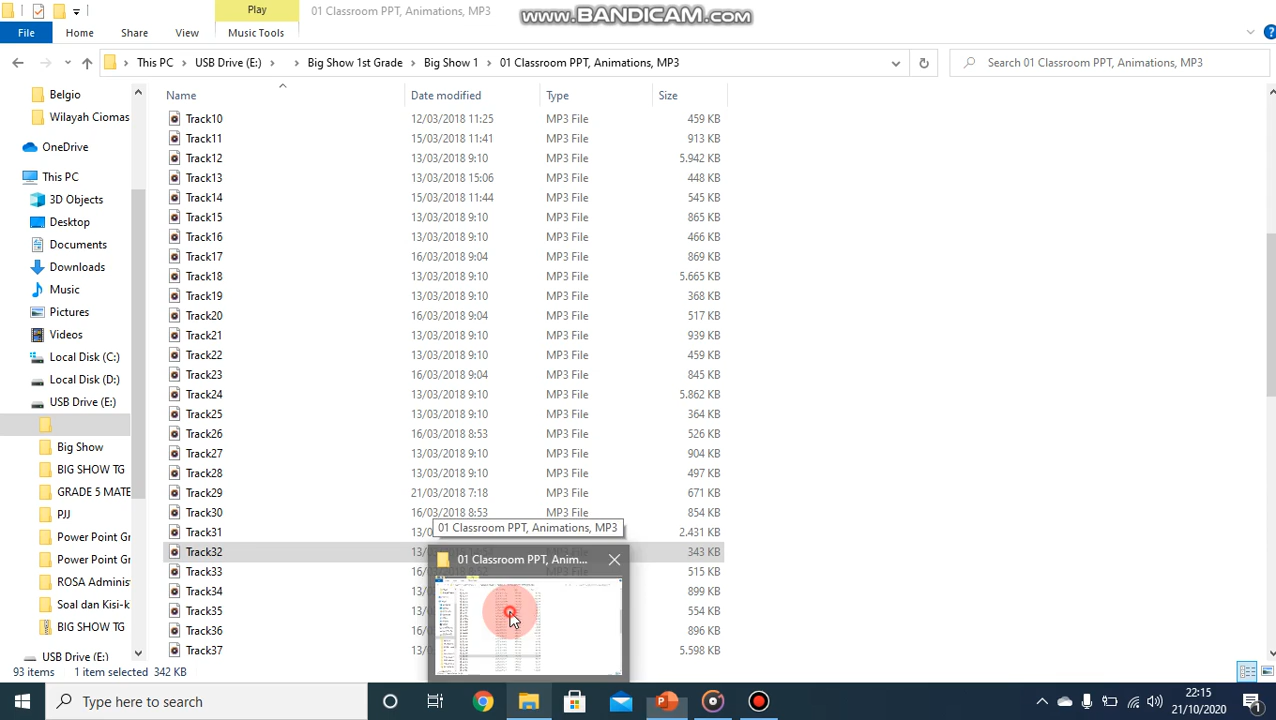 Play
01 Classroom PPT, Animations, MP3
www.BANDICAM.com
File
Home
Share
View
Music Tools
This PC
USB Drive (E:)
Big Show 1st Grade
Big Show 1
01 Classroom PPT, Animations, MP3
Search 01 Classroom PPT, Animations, MP3
Belgio
Wilayah Ciomas
OneDrive
This PC
3D Objects
Desktop
Documents
Downloads
Music
Pictures
Videos
Local Disk (C:)
Local Disk (D:)
USB Drive (E:)
Big Show
BIG SHOW TG
GRADE 5 MATE
PJJ
Power Point Gr
Power Point Gr
ROSA Adminis
Soal dan Kisi-K
BIG SHOW TG
USB Drive (E:)
Name Date modified Type Size
Track10 12/03/2018 11:25 MP3 File 459 KB
Track11 15/03/2018 11:41 MP3 File 913 KB
Track12 13/03/2018 9:10 MP3 File 5.942 KB
Track13 13/03/2018 15:06 MP3 File 448 KB
Track14 15/03/2018 11:44 MP3 File 545 KB
Track15 13/03/2018 9:10 MP3 File 865 KB
Track16 13/03/2018 9:10 MP3 File 466 KB
Track17 16/03/2018 9:04 MP3 File 869 KB
Track18 13/03/2018 9:10 MP3 File 5.665 KB
Track19 13/03/2018 9:10 MP3 File 368 KB
Track20 16/03/2018 9:04 MP3 File 517 KB
Track21 13/03/2018 9:10 MP3 File 939 KB
Track22 13/03/2018 9:10 MP3 File 459 KB
Track23 16/03/2018 9:04 MP3 File 845 KB
Track24 13/03/2018 9:10 MP3 File 5.862 KB
Track25 13/03/2018 9:10 MP3 File 364 KB
Track26 16/03/2018 8:53 MP3 File 526 KB
Track27 13/03/2018 9:10 MP3 File 904 KB
Track28 13/03/2018 9:10 MP3 File 497 KB
Track29 21/03/2018 7:18 MP3 File 671 KB
Track30 16/03/2018 8:53 MP3 File 854 KB
Track31 2.431 KB
Track32 343 KB
Track33 515 KB
554 KB
896 KB
5.598 KB
01 Classroom PPT, Animations, MP3
01 Classroom PPT, Anim...
93 items
selected 342 KB
Type here to search
22:15
21/10/2020